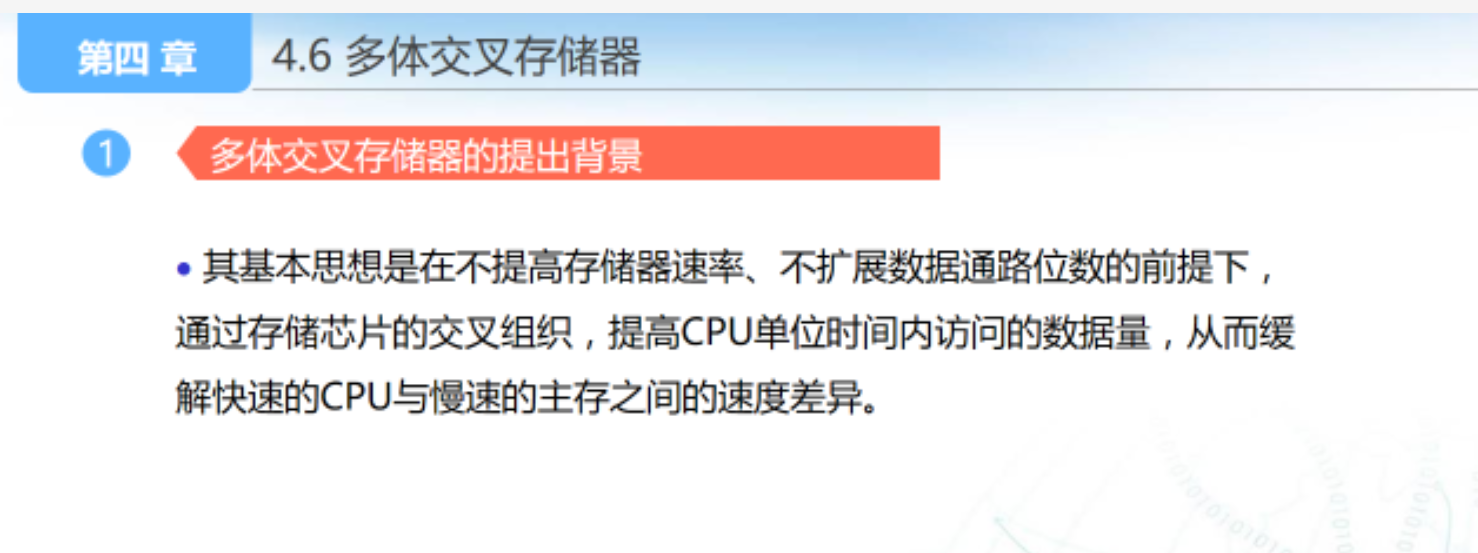 第四章
4.6 多体交叉存储器
1
多体交叉存储器的提出背景
• 其基本思想是在不提高存储器速率、不扩展数据通路位数的前提下，
通过存储芯片的交叉组织，提高CPU单位时间内访问的数据量，从而缓
解快速的CPU与慢速的主存之间的速度差异。